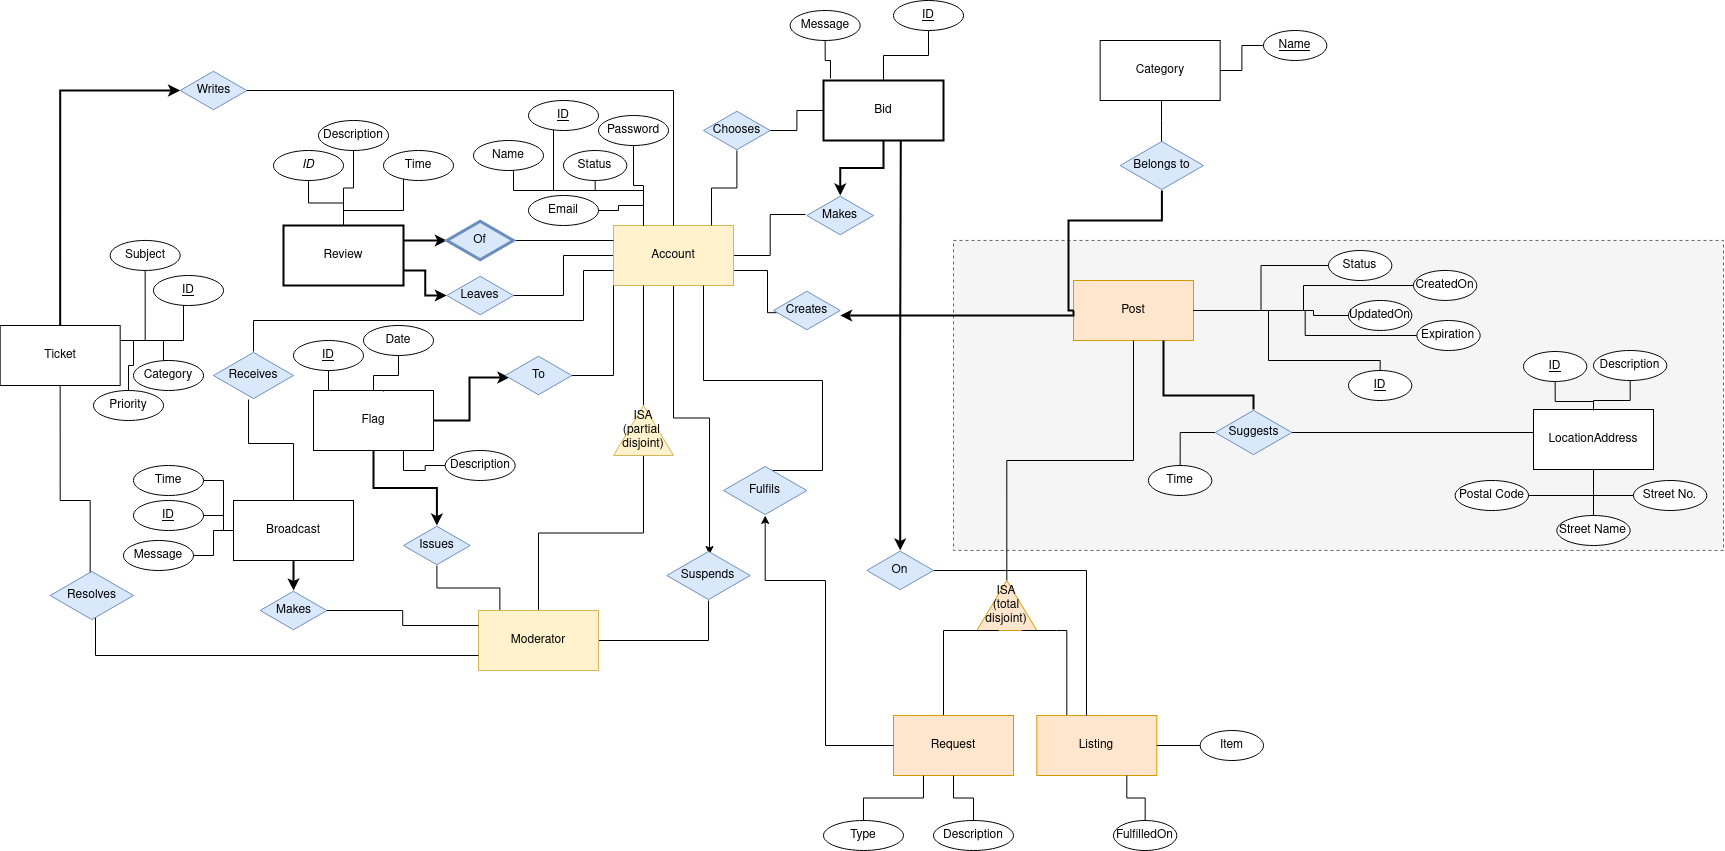 Message
ID
Category
Name
Writes
Bid
Chooses
ID
Description
Password
ID
Time
Name
Status
Belongs to
Email
Makes
Review
Of
Account
Subject
ID
Leaves
Creates
Post
Status
CreatedOn
UpdatedOn
Expiration
ID
Ticket
Category
Priority
Receives
ID
Date
To
Flag
ISA
(partial
disjoint)
Description
Suggests
ID
Description
LocationAddress
Time
Postal Code
Street No.
Street Name
Time
ID
Message
Broadcast
Fulfils
Issues
Suspends
On
Resolves
Makes
Moderator
ISA
(total
disjoint)
Request
Listing
Item
Type
Description
FulfilledOn